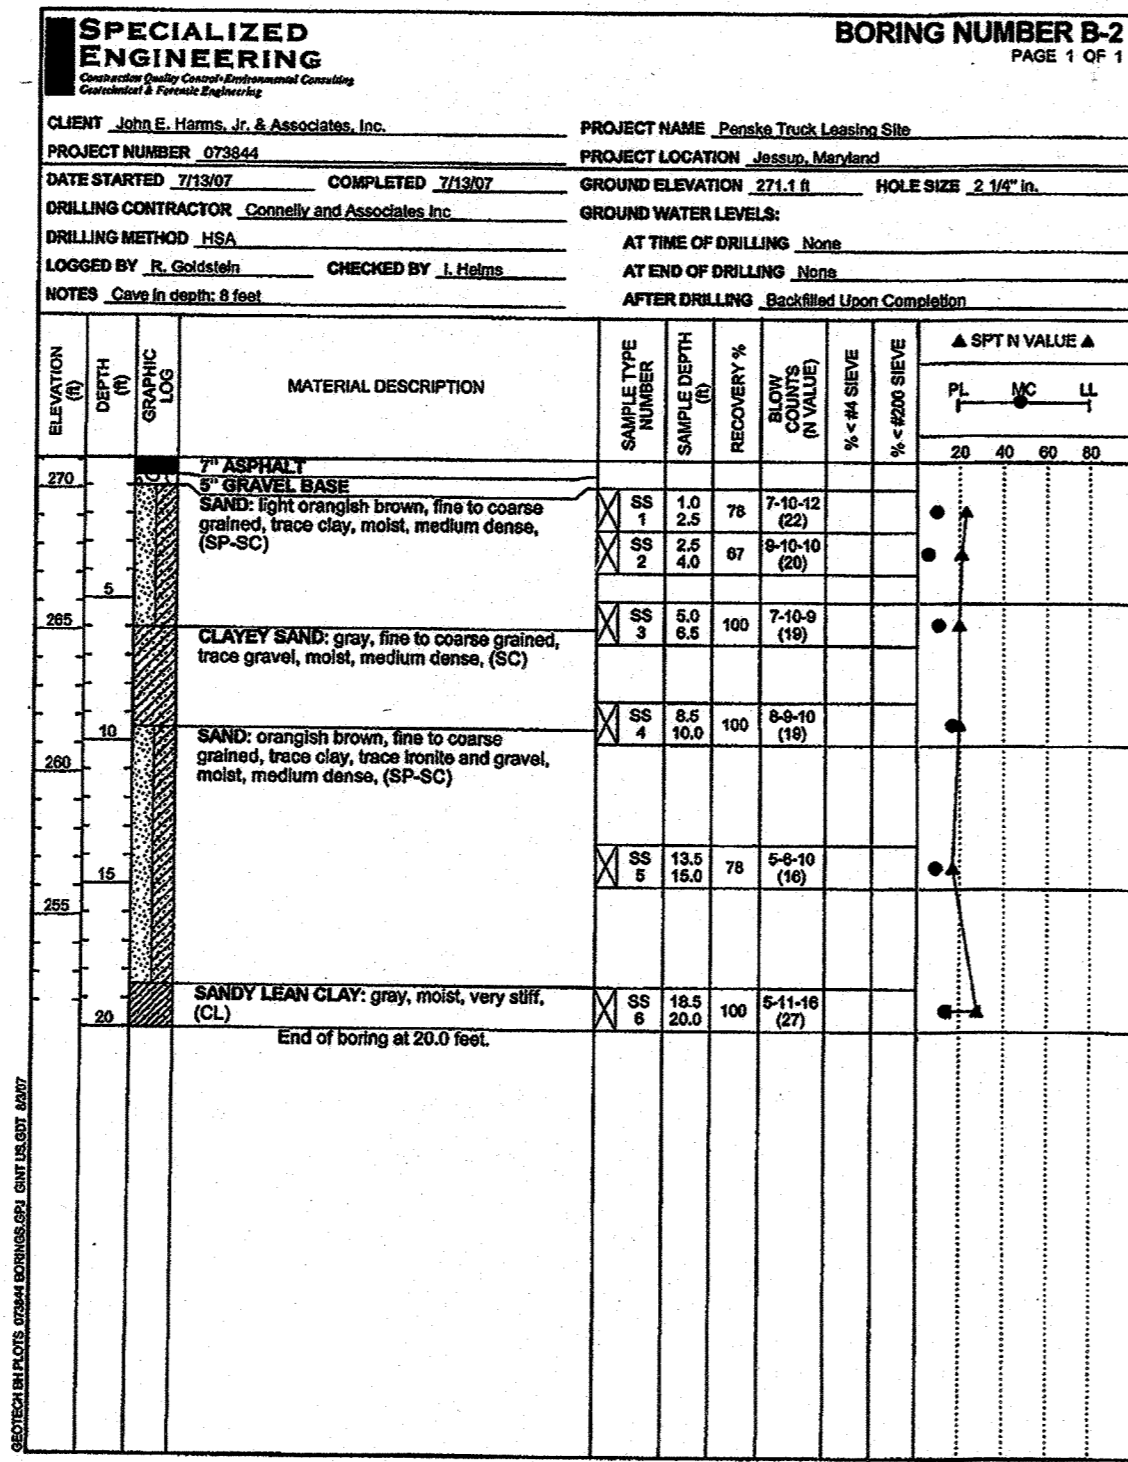 SPECIALIZED
ENGINEERING
Construction Quality Control•Environmental Consulting
Geotechnical & Forensic Engineering
BORING NUMBER B-2
PAGE 1 OF 1
CLIENT John E. Harms, Jr. & Associates, Inc.
PROJECT NAME Penske Truck Leasing Site
PROJECT NUMBER 073844
PROJECT LOCATION Jessup, Maryland
DATE STARTED 7/13/07 COMPLETED 7/13/07
GROUND ELEVATION 271.1 ft HOLE SIZE 2 1/4" in.
DRILLING CONTRACTOR Connelly and Associates Inc
GROUND WATER LEVELS:
DRILLING METHOD HSA
AT TIME OF DRILLING None
LOGGED BY R. Goldstein CHECKED BY I. Helms
AT END OF DRILLING None
NOTES Cave in depth: 8 feet
AFTER DRILLING Backfilled Upon Completion
ELEVATION (ft)
DEPTH (ft)
GRAPHIC LOG
MATERIAL DESCRIPTION
SAMPLE TYPE NUMBER
SAMPLE DEPTH (ft)
RECOVERY %
BLOW COUNTS (N VALUE)
% < #4 SIEVE
% < #200 SIEVE
▲ SPT N VALUE ▲
PL MC LL
20 40 60 80
7" ASPHALT
270
5" GRAVEL BASE
SAND: light orangish brown, fine to coarse
grained, trace clay, moist, medium dense,
(SP-SC)
SS 1.0 78 7-10-12
1 2.5 (22)
SS 2.5 67 9-10-10
2 4.0 (20)
5
265
SS 5.0 100 7-10-9
3 6.5 (19)
CLAYEY SAND: gray, fine to coarse grained,
trace gravel, moist, medium dense, (SC)
SS 8.5 100 8-9-10
4 10.0 (19)
10
SAND: orangish brown, fine to coarse
grained, trace clay, trace ironite and gravel,
moist, medium dense, (SP-SC)
260
SS 13.5 78 5-6-10
5 15.0 (16)
15
255
SANDY LEAN CLAY: gray, moist, very stiff,
(CL)
SS 18.5 100 5-11-16
6 20.0 (27)
20
End of boring at 20.0 feet.
GEOTECH BH PLOTS 073844 BORINGS.GPJ GINT US.GDT 8/3/07